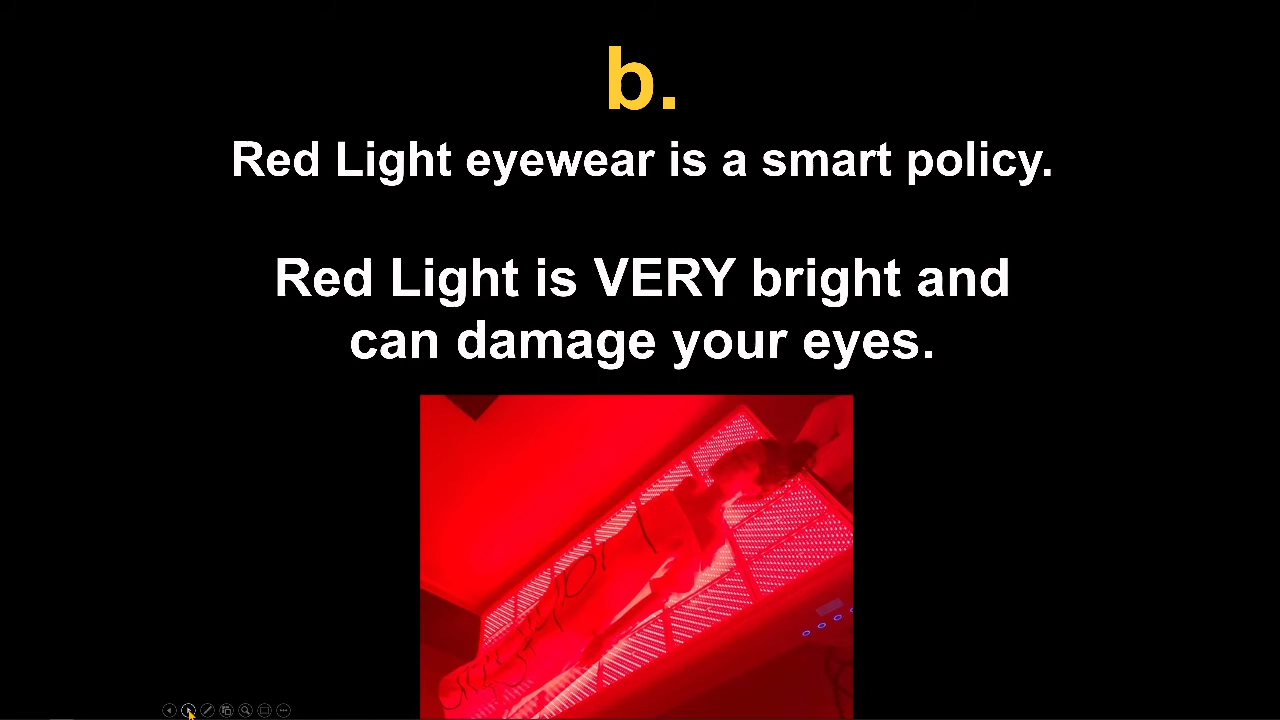 b.
Red Light eyewear is a smart policy.
Red Light is VERY bright and
can damage your eyes.